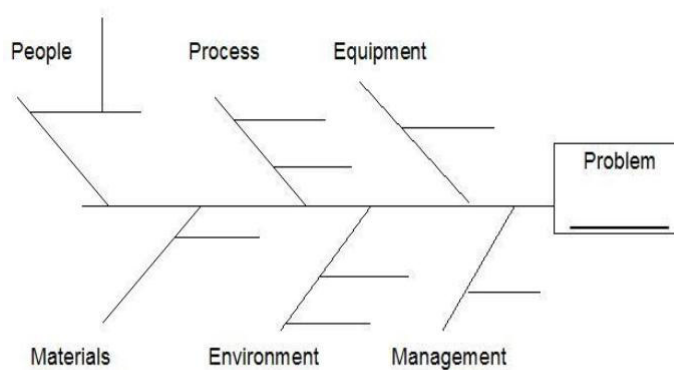 People
Process
Equipment
Problem
Materials
Environment
Management